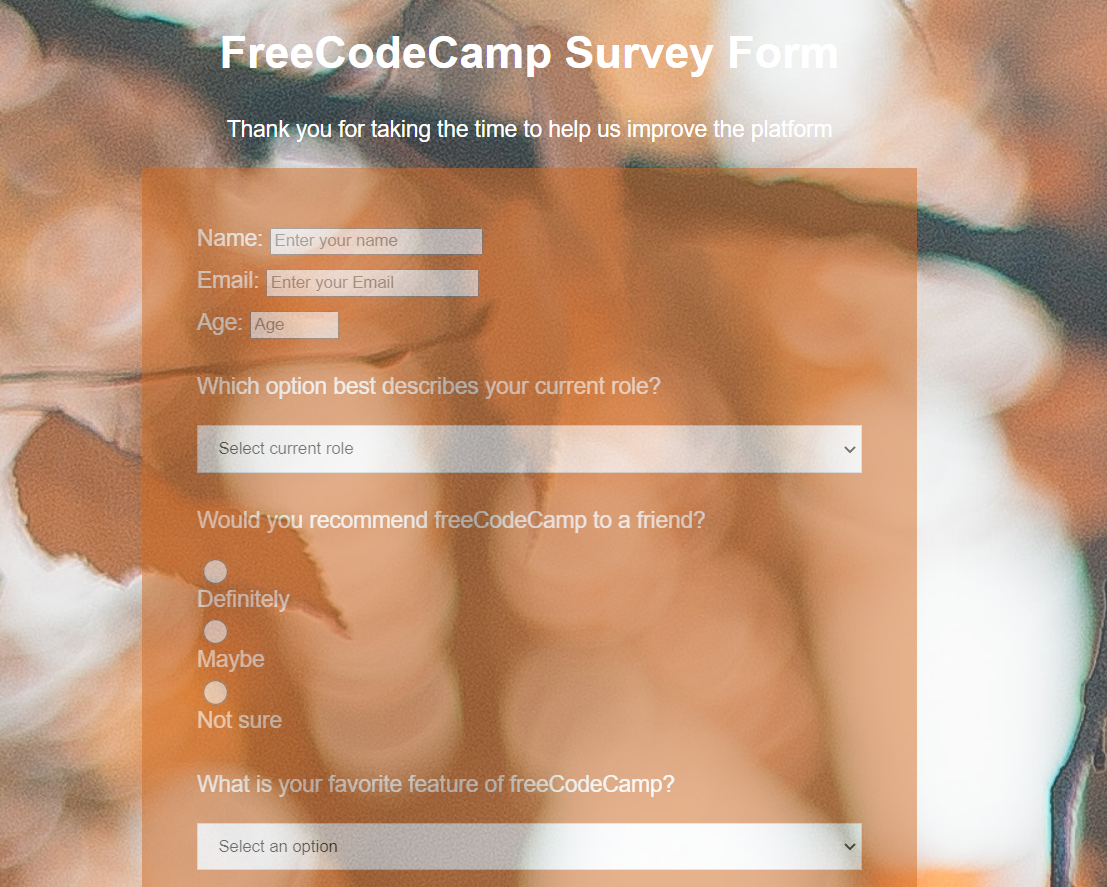 FreeCodeCamp Survey Form
Thank you for taking the time to help us improve the platform
Name: Enter your name
Email: Enter your Email
Age: Age
Which option best describes your current role?
Select current role
Would you recommend freeCodeCamp to a friend?
Definitely
Maybe
Not sure
What is your favorite feature of freeCodeCamp?
Select an option